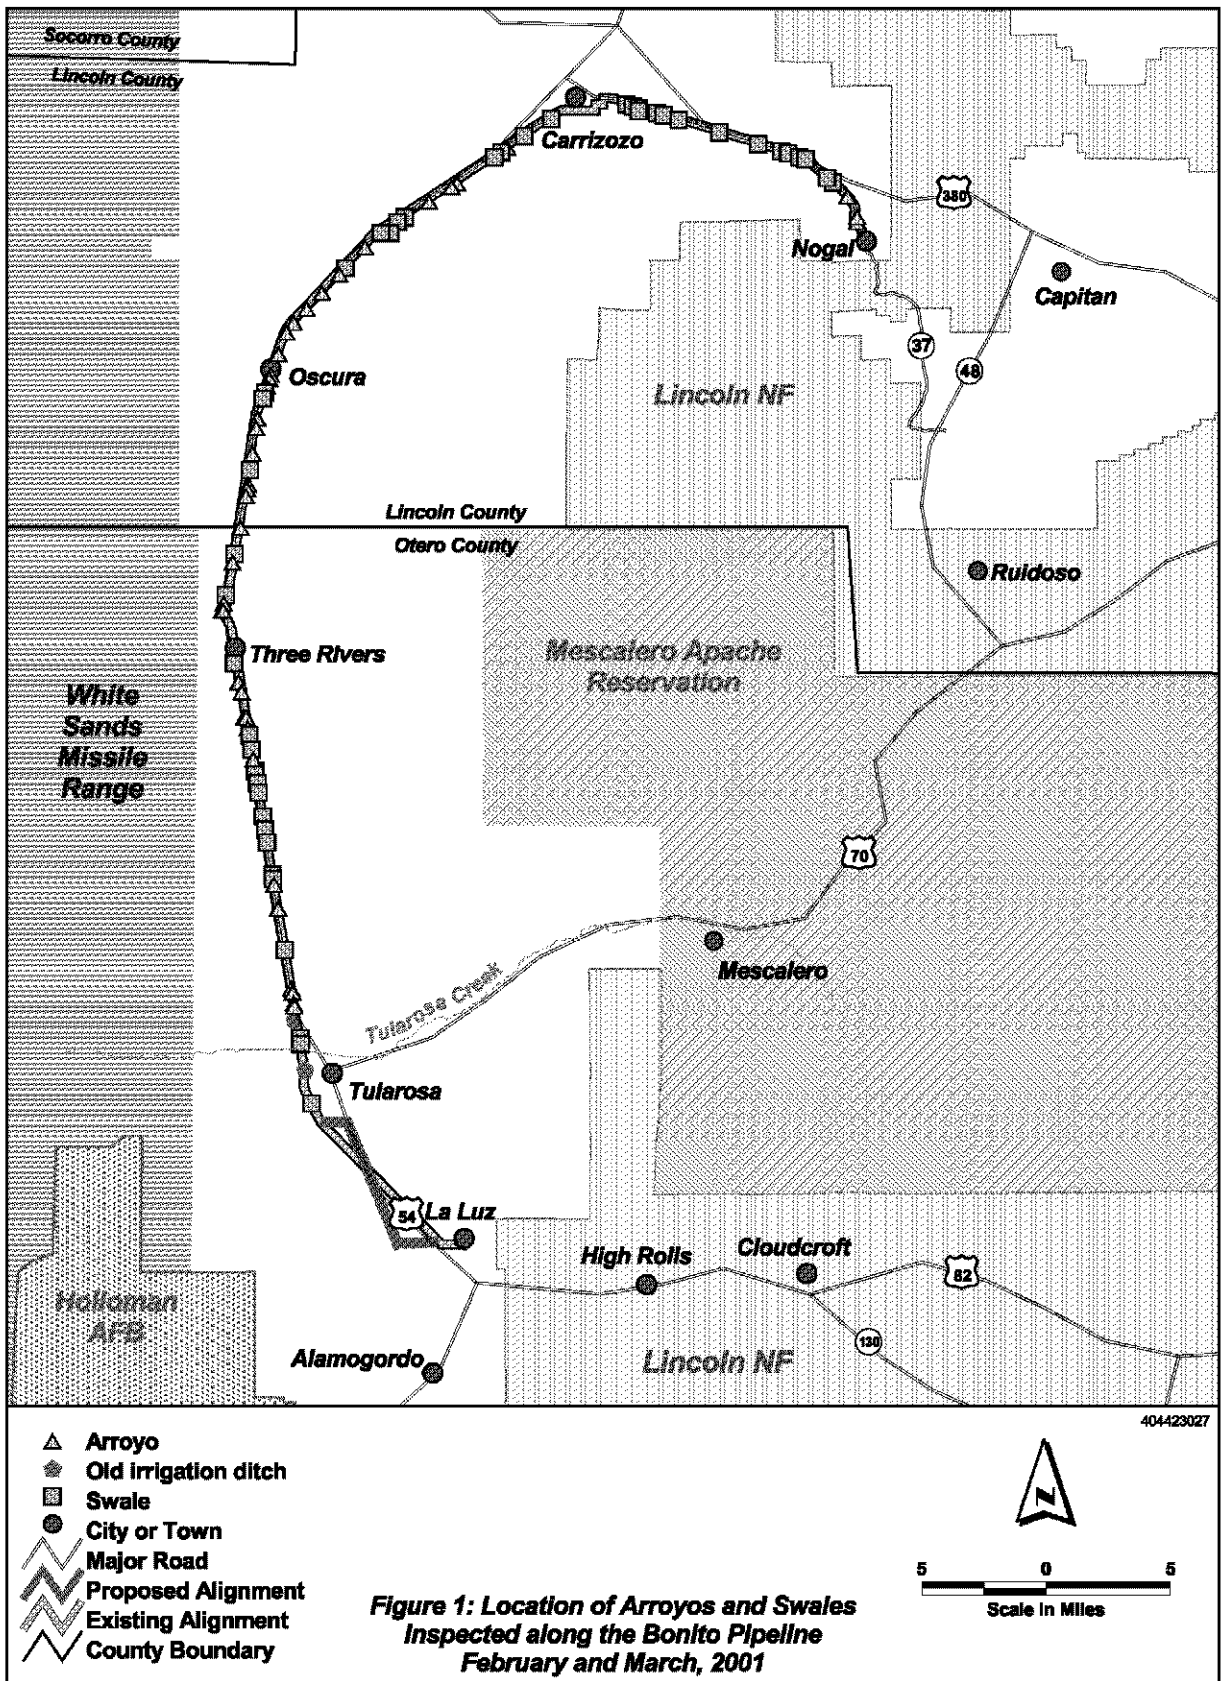 Socorro County
Lincoln County
Carrizozo
380
Nogal
Capitan
37
48
Oscura
Lincoln NF
Lincoln County
Otero County
Ruidoso
Three Rivers
Mescalero Apache
Reservation
White
Sands
Missile
Range
70
Mescalero
Tularosa Creek
Tularosa
54
La Luz
High Rolls
Cloudcroft
82
Holloman
AFB
130
Alamogordo
Lincoln NF
404423027
Arroyo
Old irrigation ditch
Swale
City or Town
Major Road
Proposed Alignment
Existing Alignment
County Boundary
N
5 0 5
Scale in Miles
Figure 1: Location of Arroyos and Swales
Inspected along the Bonito Pipeline
February and March, 2001